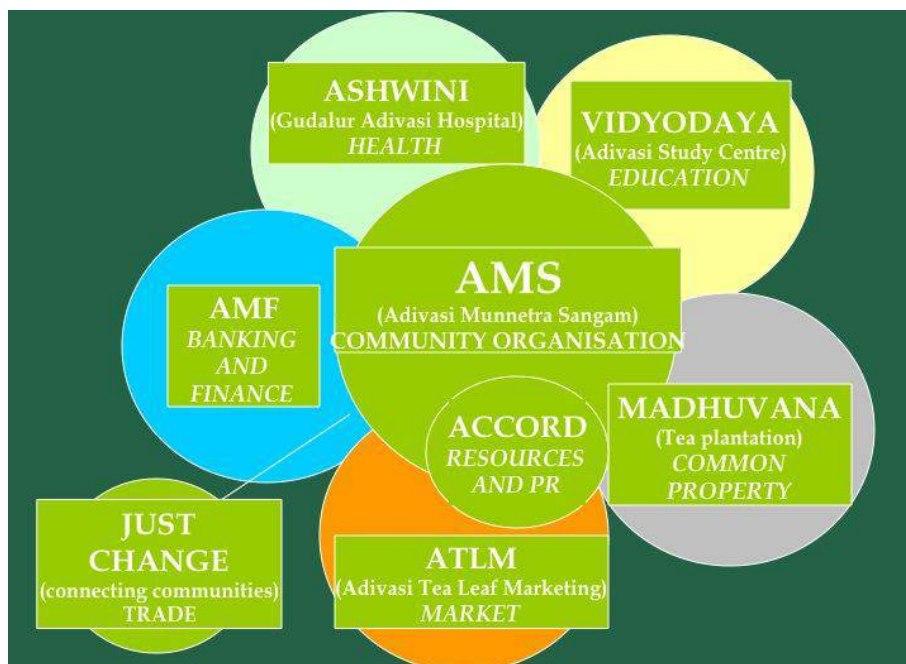 ASHWINI
(Gudalur Adivasi Hospital)
HEALTH
VIDYODAYA
(Adivasi Study Centre)
EDUCATION
AMS
(Adivasi Munnetra Sangam)
COMMUNITY ORGANISATION
AMF
BANKING
AND
FINANCE
ACCORD
RESOURCES
AND PR
MADHUVANA
(Tea plantation)
COMMON
PROPERTY
JUST
CHANGE
(connecting communities)
TRADE
ATLM
(Adivasi Tea Leaf Marketing)
MARKET